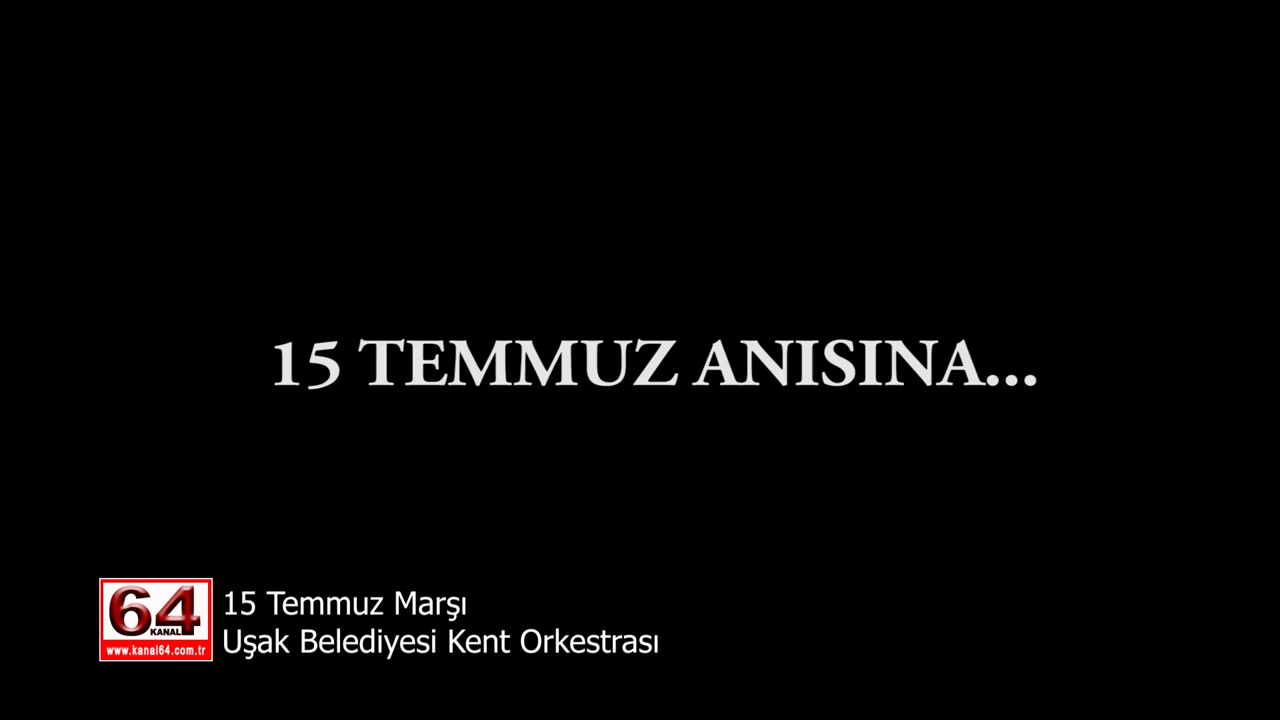 15 TEMMUZ ANISINA...
64
KANAL
www.kanal64.com.tr
15 Temmuz Marşı
Uşak Belediyesi Kent Orkestrası